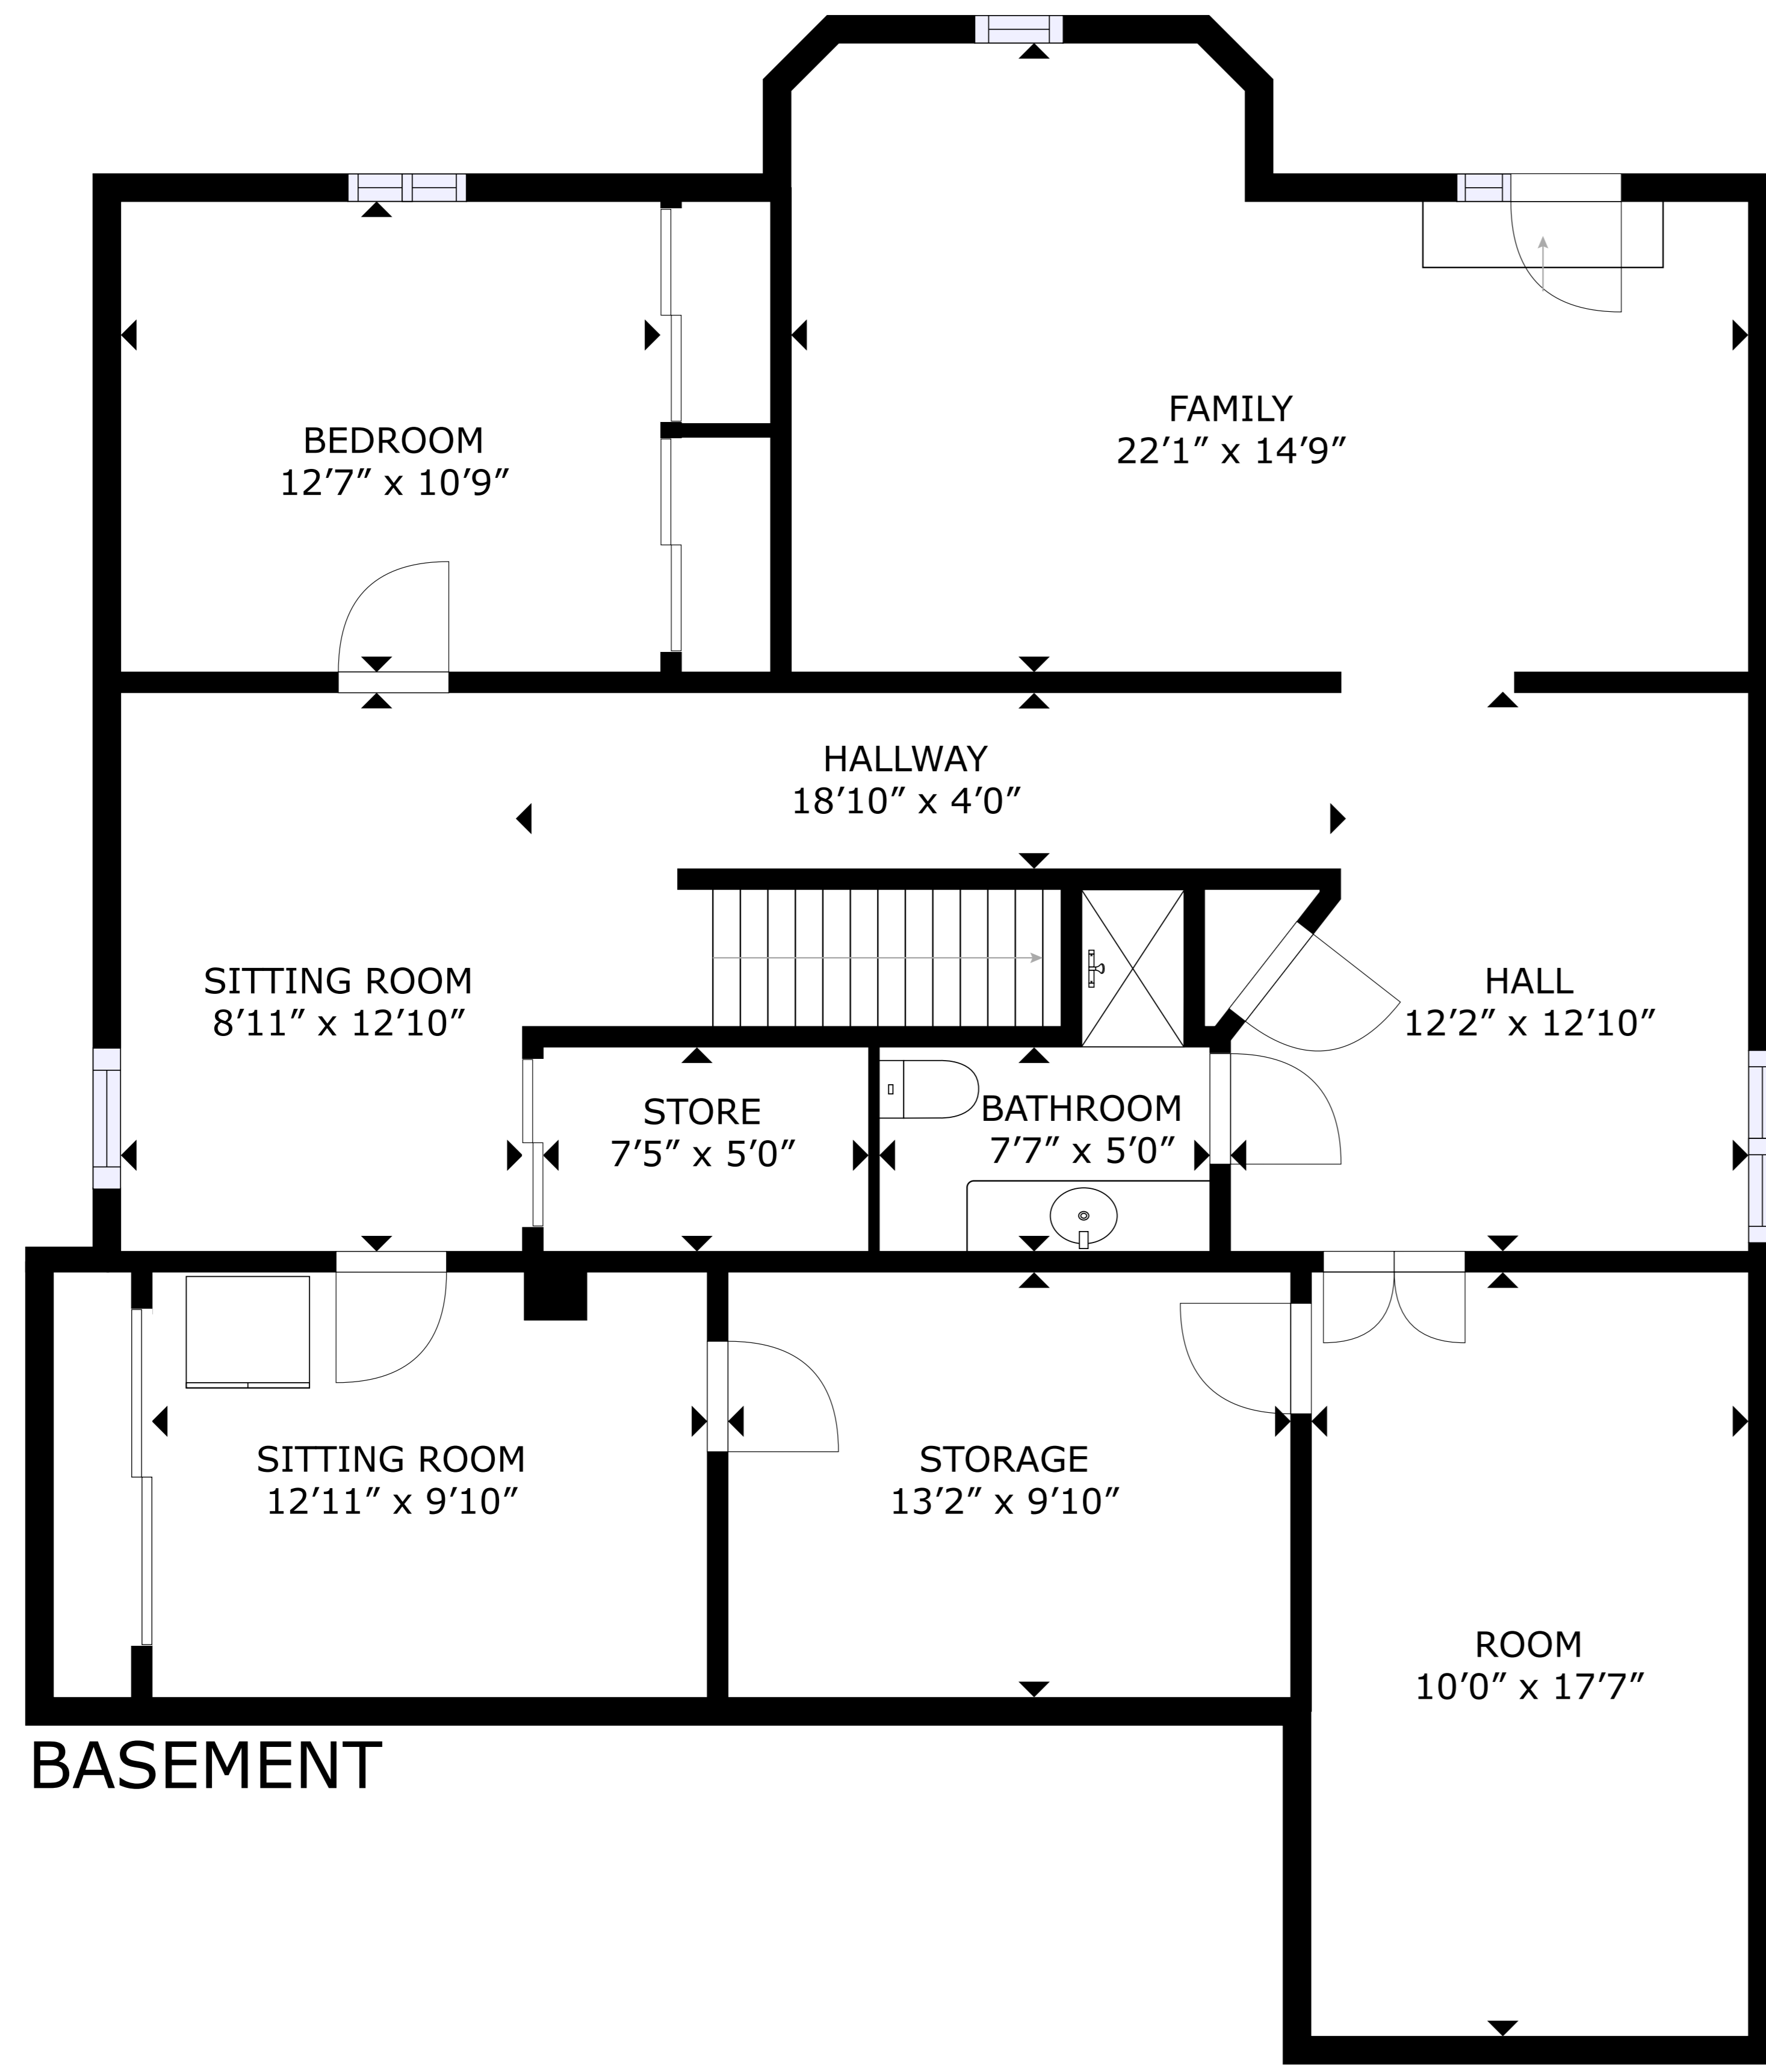 FAMILY
22′1″ x 14′9″
BEDROOM
12′7″ x 10′9″
HALLWAY
18′10″ x 4′0″
SITTING ROOM
8′11″ x 12′10″
HALL
12′2″ x 12′10″
STORE
7′5″ x 5′0″
BATHROOM
7′7″ x 5′0″
SITTING ROOM
12′11″ x 9′10″
STORAGE
13′2″ x 9′10″
ROOM
10′0″ x 17′7″
BASEMENT